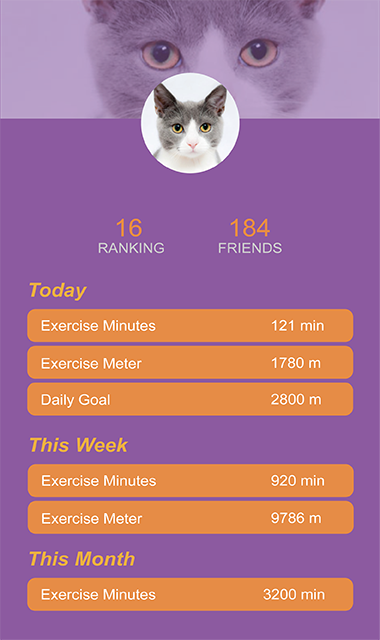 16 184
RANKING FRIENDS
Today
Exercise Minutes 121 min
Exercise Meter 1780 m
Daily Goal 2800 m
This Week
Exercise Minutes 920 min
Exercise Meter 9786 m
This Month
Exercise Minutes 3200 min